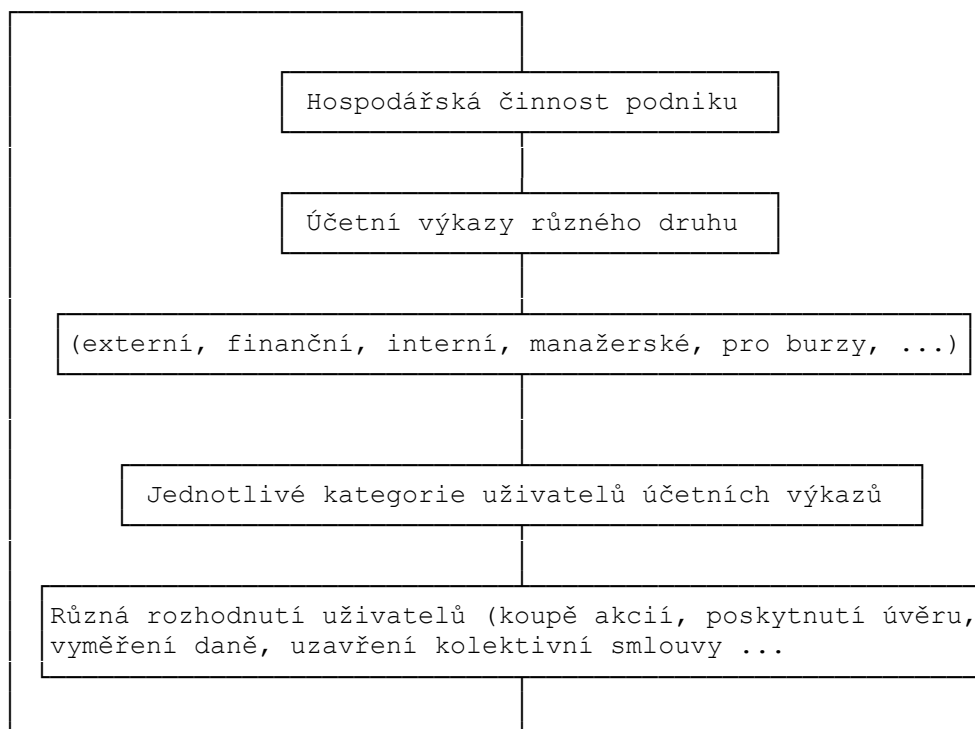 Hospodářská činnost podniku
Účetní výkazy různého druhu
(externí, finanční, interní, manažerské, pro burzy, ...)
Jednotlivé kategorie uživatelů účetních výkazů
Různá rozhodnutí uživatelů (koupě akcií, poskytnutí úvěru,
vyměření daně, uzavření kolektivní smlouvy ...